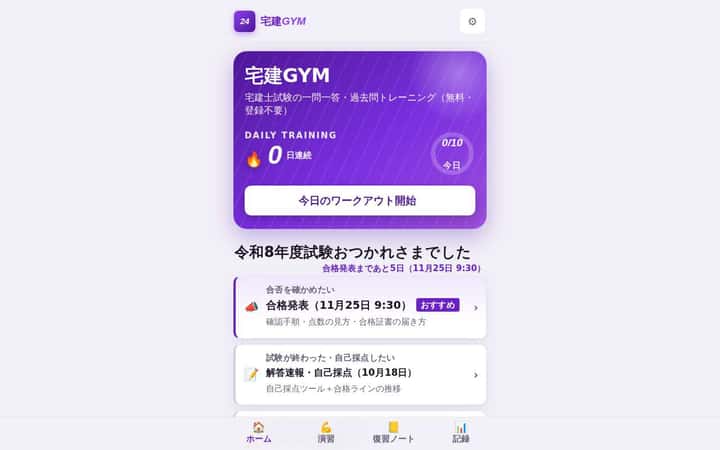 24 宅建GYM
宅建GYM
宅建士試験の一問一答・過去問トレーニング（無料・
登録不要）
DAILY TRAINING
0日連続
0/10
今日
今日のワークアウト開始
令和8年度試験おつかれさまでした
合格発表まであと5日（11月25日 9:30）
合否を確かめたい
合格発表（11月25日 9:30） おすすめ
確認手順・点数の見方・合格証書の届き方
試験が終わった・自己採点したい
解答速報・自己採点（10月18日）
自己採点ツール＋合格ラインの推移
ホーム 演習 復習ノート 記録